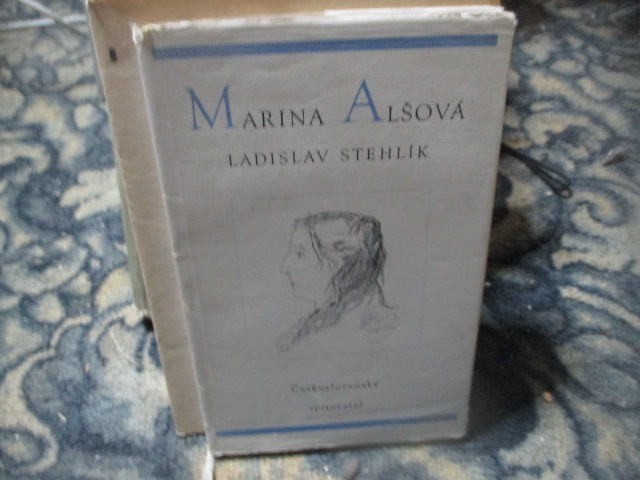 MARINA ALŠOVÁ
LADISLAV STEHLÍK
Československý
spisovatel